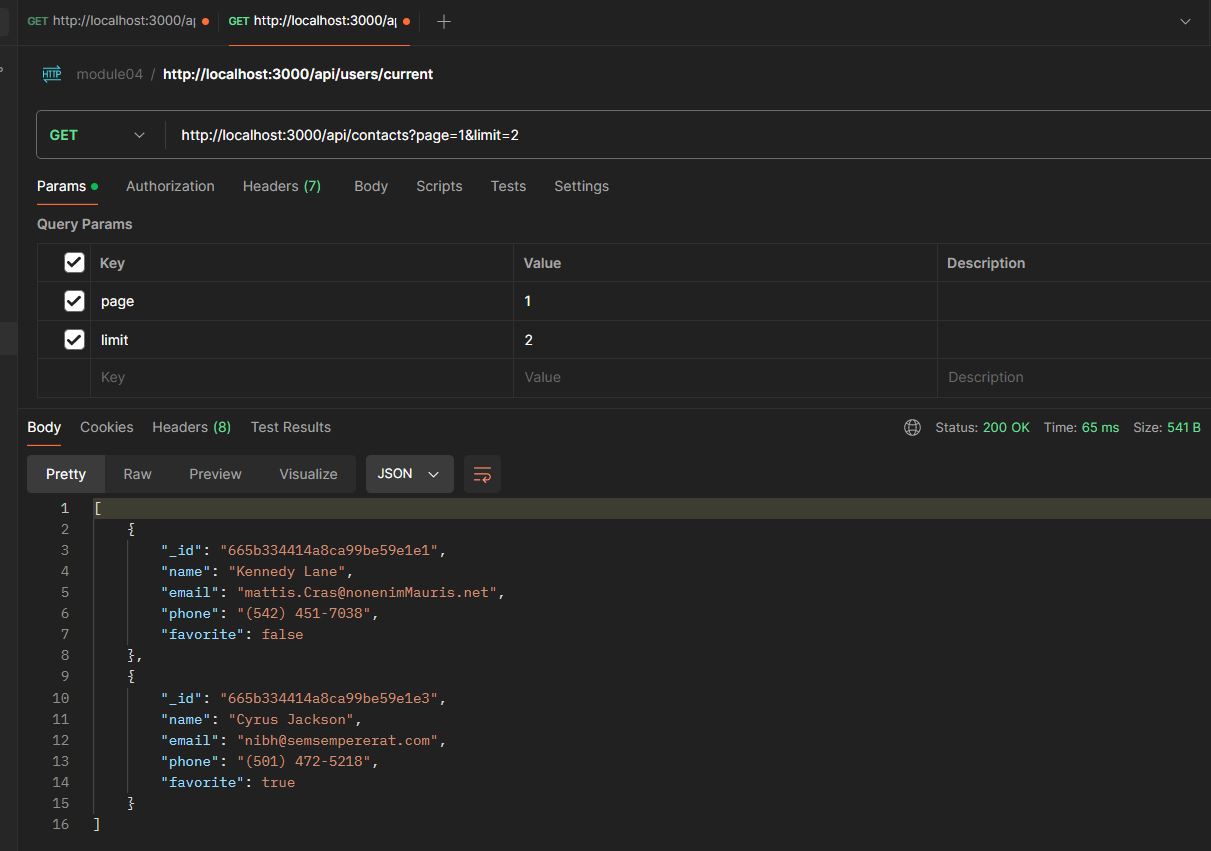 GET http://localhost:3000/a GET http://localhost:3000/a
HTTP module04 / http://localhost:3000/api/users/current
GET http://localhost:3000/api/contacts?page=1&limit=2
Params Authorization Headers (7) Body Scripts Tests Settings
Query Params
Key Value Description
page 1
limit 2
Key Value Description
Body Cookies Headers (8) Test Results Status: 200 OK Time: 65 ms Size: 541 B
Pretty Raw Preview Visualize JSON
1 [
2 {
3 "_id": "665b334414a8ca99be59e1e1",
4 "name": "Kennedy Lane",
5 "email": "mattis.Cras@nonenimMauris.net",
6 "phone": "(542) 451-7038",
7 "favorite": false
8 },
9 {
10 "_id": "665b334414a8ca99be59e1e3",
11 "name": "Cyrus Jackson",
12 "email": "nibh@semsempererat.com",
13 "phone": "(501) 472-5218",
14 "favorite": true
15 }
16 ]